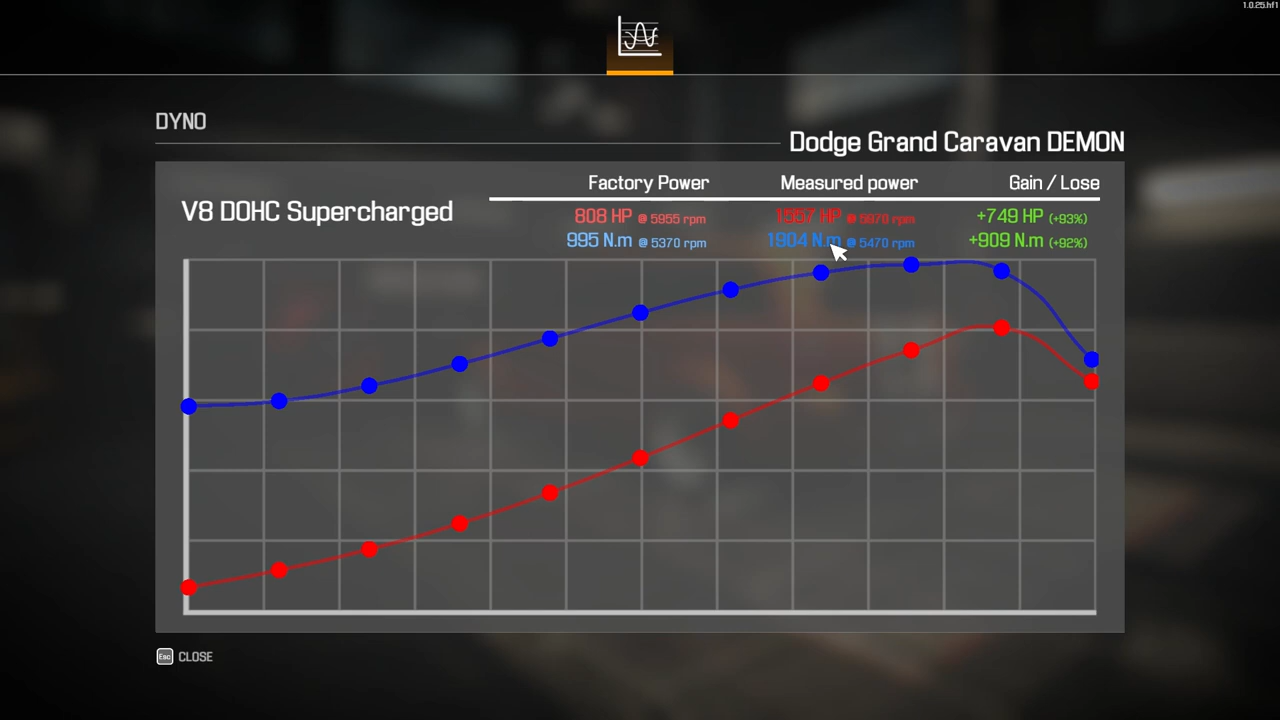 1.0.25.hf1
DYNO
Dodge Grand Caravan DEMON
Factory Power Measured power Gain / Lose
V8 DOHC Supercharged
808 HP @ 5955 rpm 1557 HP @ 5970 rpm +749 HP (+93%)
995 N.m @ 5370 rpm 1904 N.m @ 5470 rpm +909 N.m (+92%)
Esc CLOSE